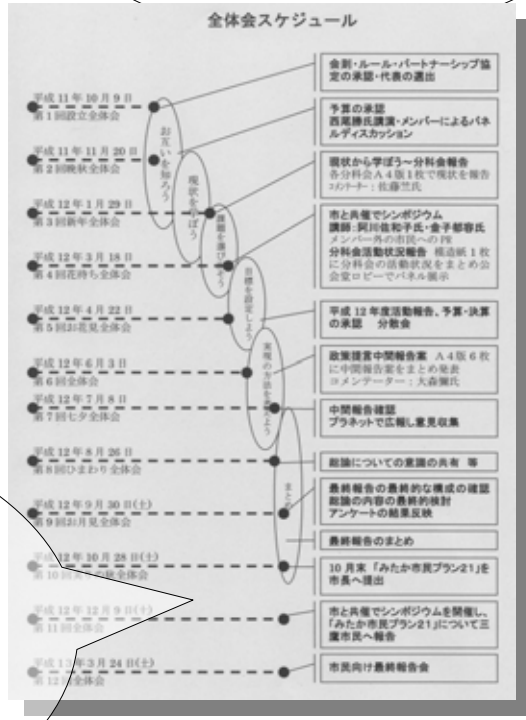 全体会スケジュール
平成11年10月9日
第1回設立全体会
会則・ルール・パートナーシップ協
定の承認・代表の選出
平成11年11月20日
第2回晩秋全体会
予算の承認
西尾勝氏講演・メンバーによるパネ
ルディスカッション
お互いを知ろう
平成12年1月29日
第3回新年全体会
現状から学ぼう～分科会報告
各分科会A4版1枚で現状を報告
コメンテーター:佐藤竺氏
現状を学ぼう
平成12年3月18日
第4回花待ち全体会
市と共催でシンポジウム
講師:阿川佐和子氏・金子郁容氏
メンバー外の市民へのPR
分科会活動状況報告 模造紙1枚
に分科会の活動状況をまとめ公
会堂ロビーでパネル展示
平成12年4月22日
第5回お花見全体会
平成12年度活動報告、予算・決算
の承認 分散会
目標を設定しよう
平成12年6月3日
第6回全体会
政策提言中間報告案 A4版6枚
に中間報告案をまとめ発表
コメンテーター:大森彌氏
平成12年7月8日
第7回七夕全体会
中間報告確認
プラネットで広報し意見収集
平成12年8月26日
第8回ひまわり全体会
総論についての意識の共有 等
まとめ
平成12年9月30日(土)
第9回お月見全体会
最終報告の最終的な構成の確認
総論の内容の最終的検討
アンケートの結果反映
最終報告のまとめ
平成12年10月28日(土)
第10回実りの秋全体会
10月末 「みたか市民プラン21」を
市長へ提出
平成12年12月9日(土)
第11回全体会
市と共催でシンポジウムを開催し、
「みたか市民プラン21」について三
鷹市民へ報告
平成13年3月24日(土)
第12回全体会
市民向け最終報告会